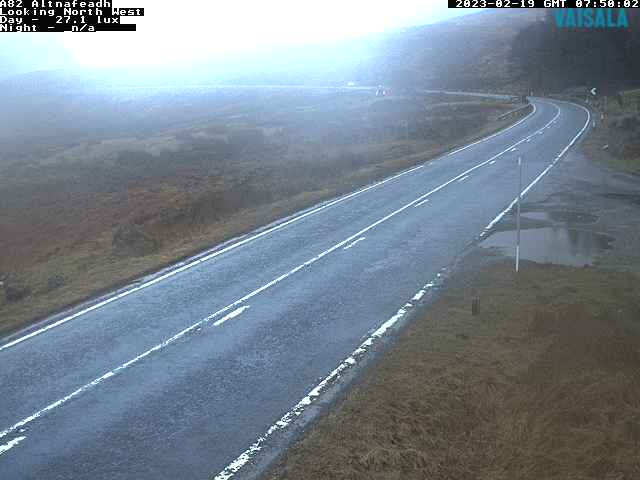 A82 Altnafeadh
Looking North West
Day - 27.1 lux
Night - n/a
2023-02-19 GMT 07:50:02
VAISALA